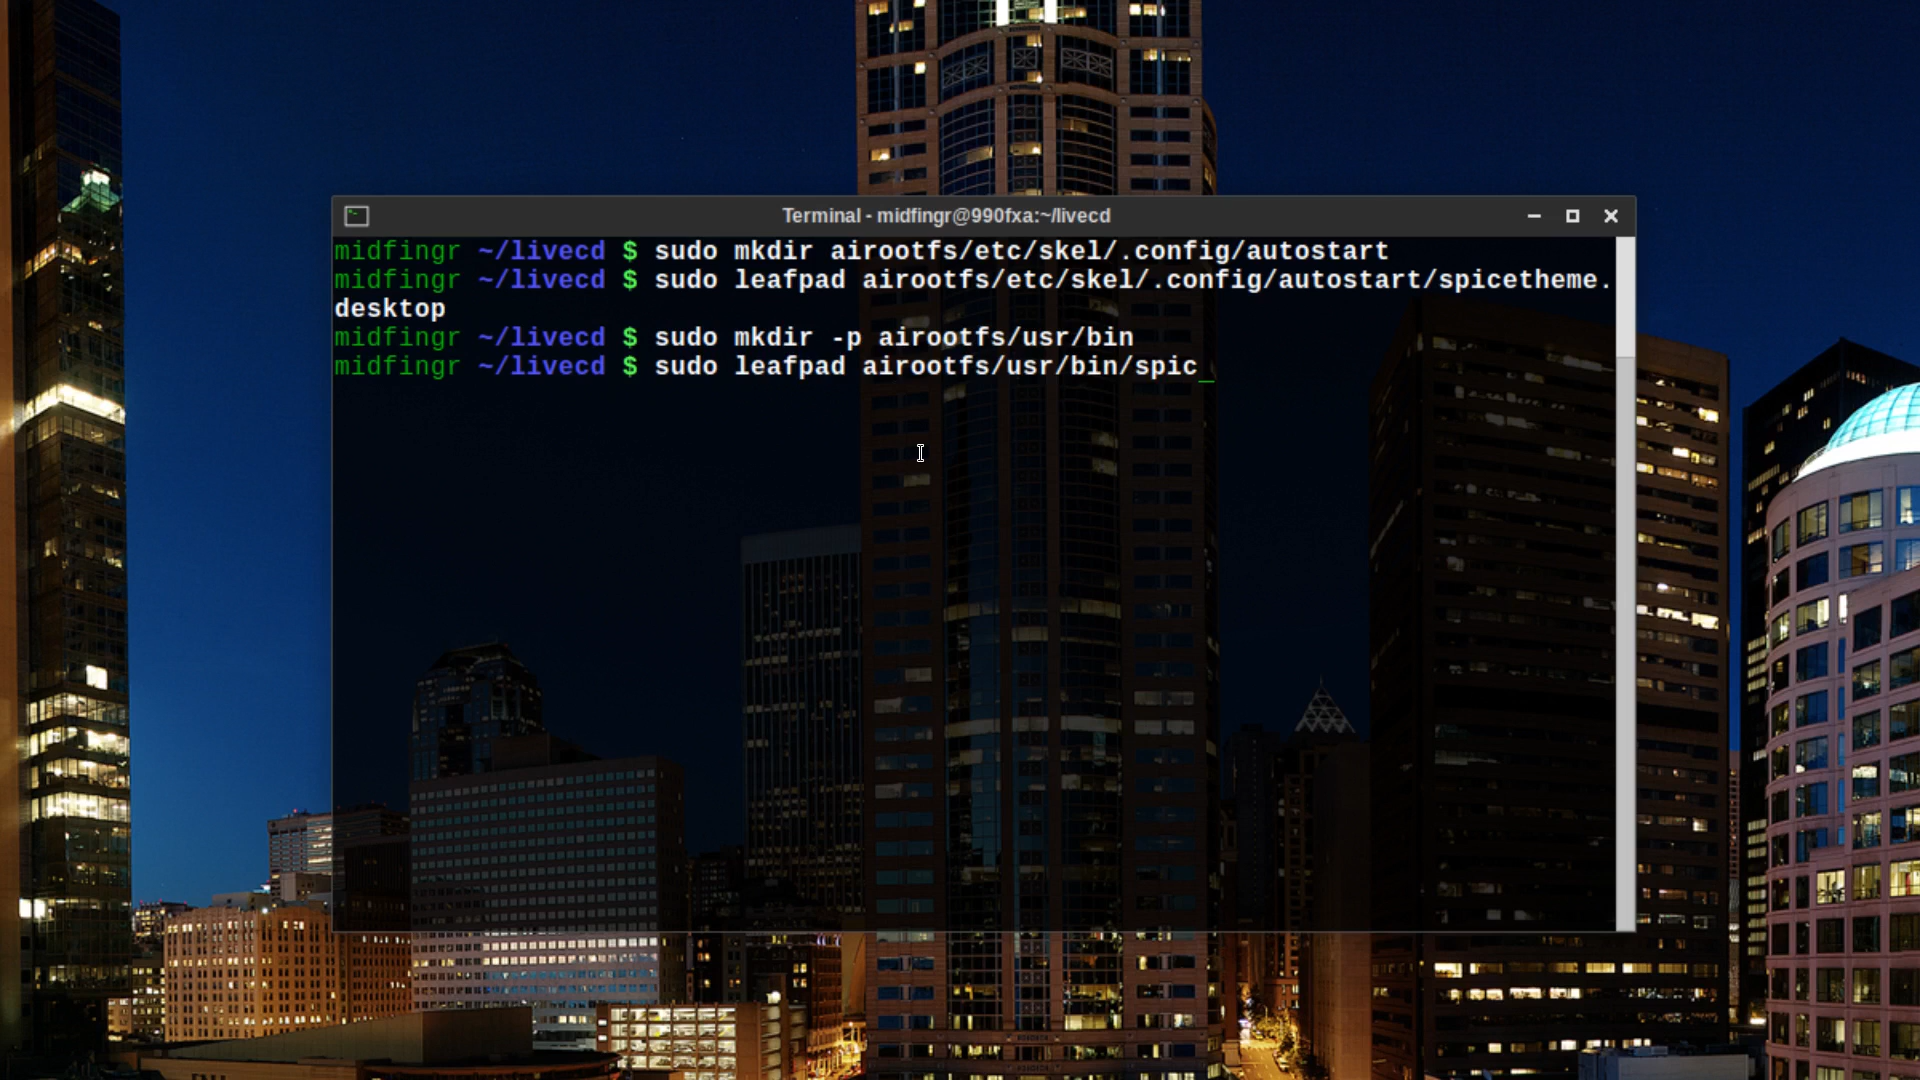 Terminal - midfingr@990fxa:~/livecd
midfingr ~/livecd $ sudo mkdir airootfs/etc/skel/.config/autostart
midfingr ~/livecd $ sudo leafpad airootfs/etc/skel/.config/autostart/spicetheme.
desktop
midfingr ~/livecd $ sudo mkdir -p airootfs/usr/bin
midfingr ~/livecd $ sudo leafpad airootfs/usr/bin/spic_